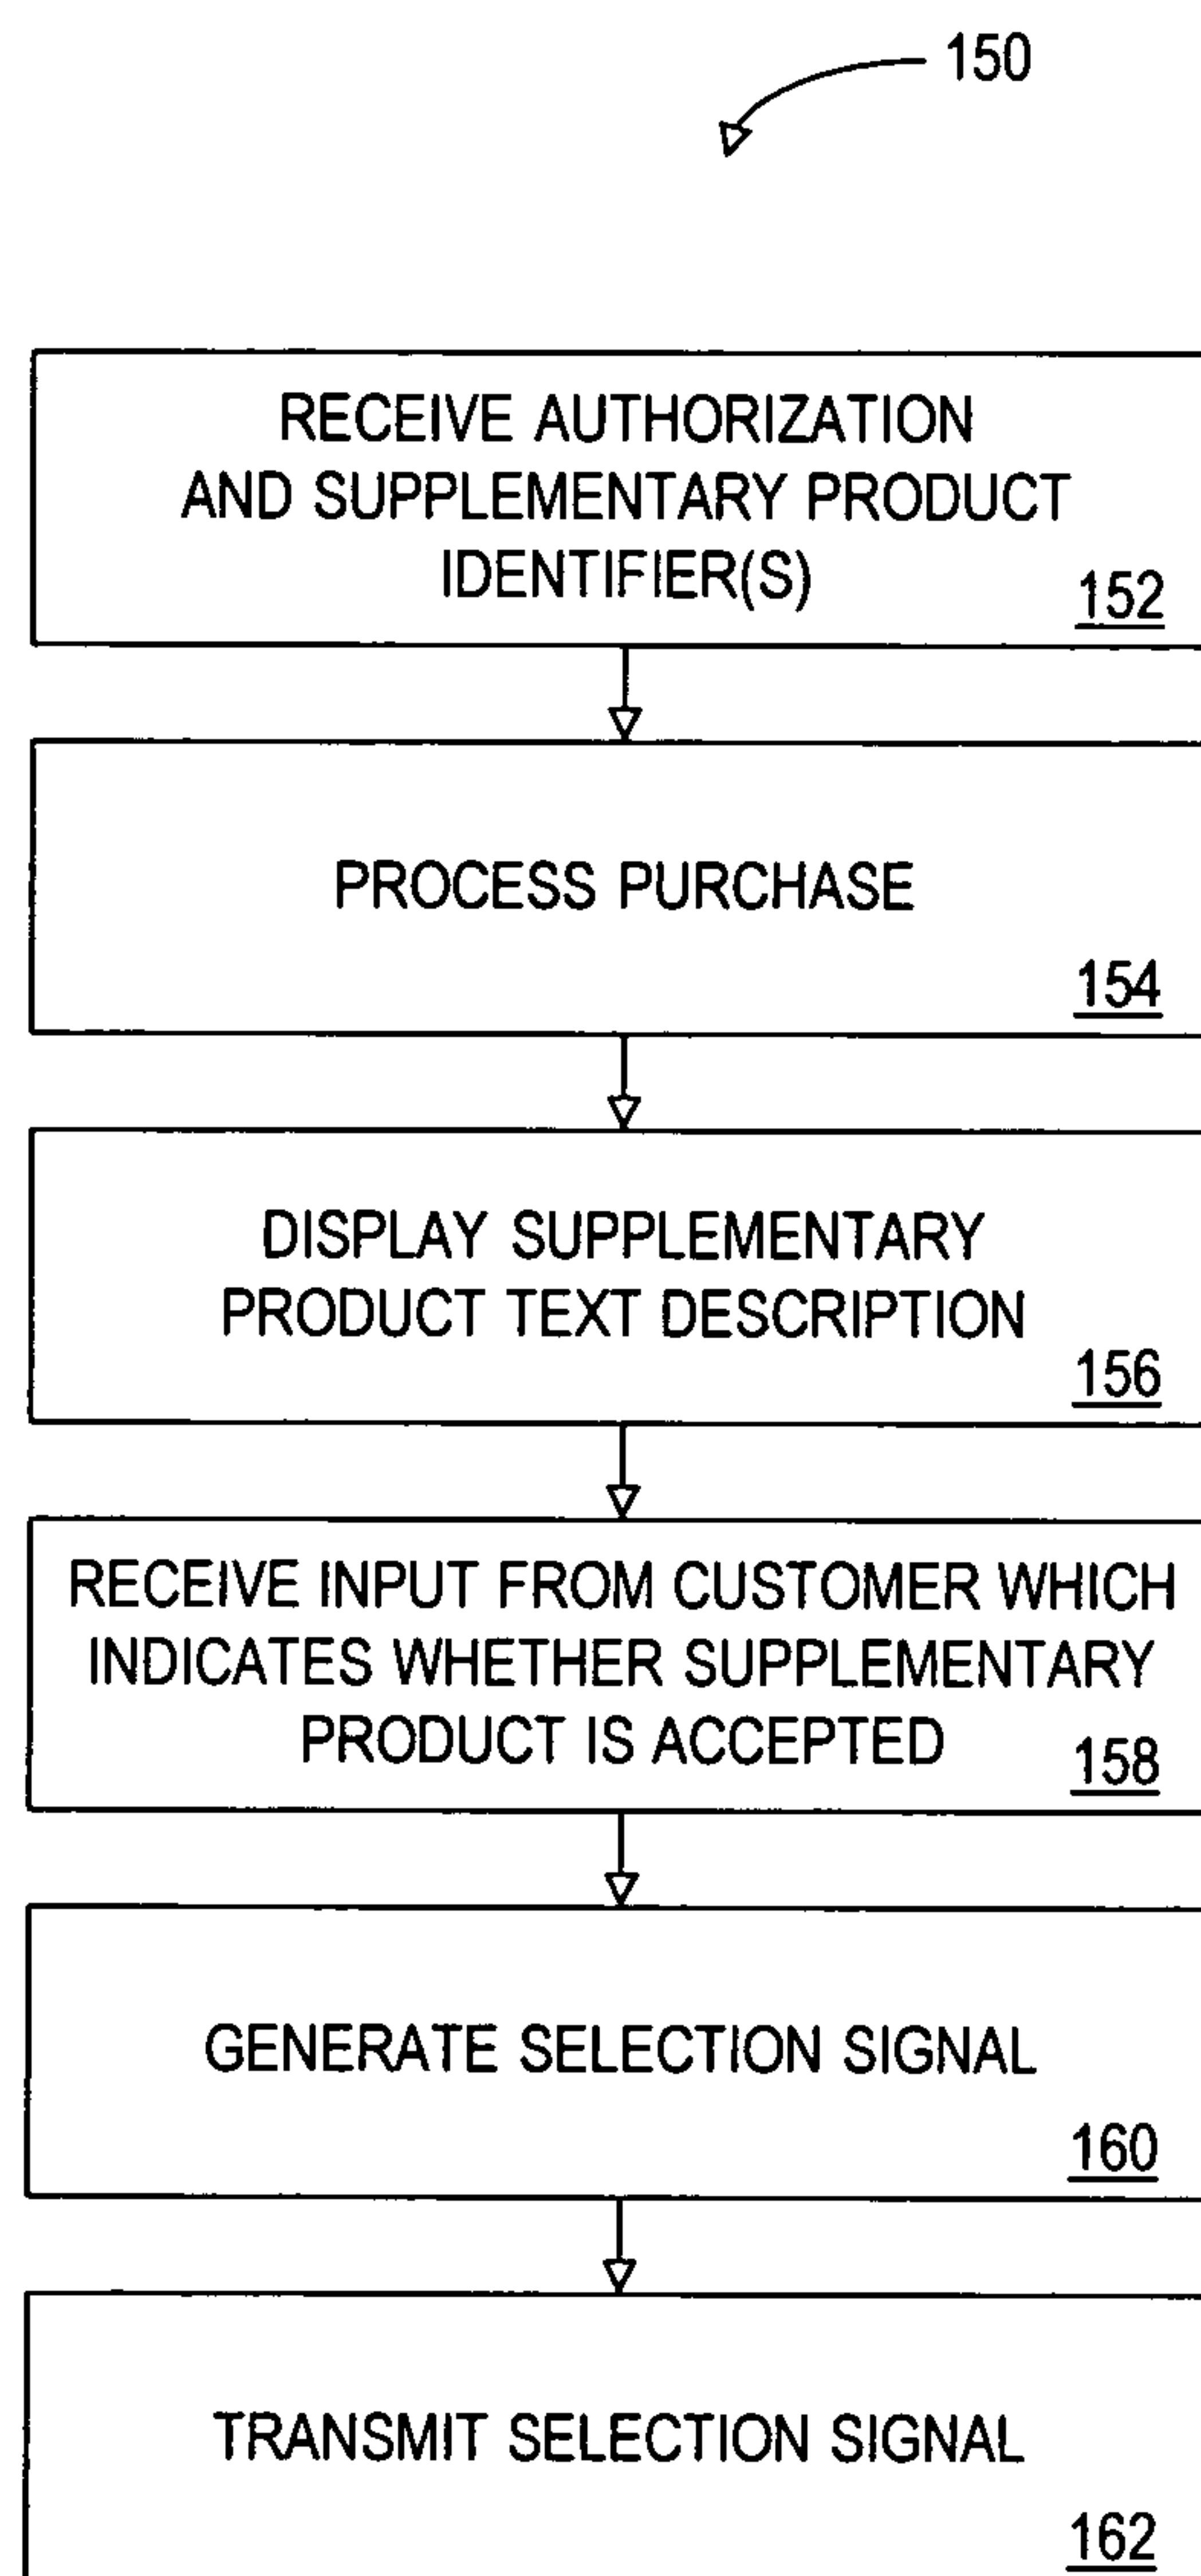 150
RECEIVE AUTHORIZATION
AND SUPPLEMENTARY PRODUCT
IDENTIFIER(S)
152
PROCESS PURCHASE
154
DISPLAY SUPPLEMENTARY
PRODUCT TEXT DESCRIPTION
156
RECEIVE INPUT FROM CUSTOMER WHICH
INDICATES WHETHER SUPPLEMENTARY
PRODUCT IS ACCEPTED
158
GENERATE SELECTION SIGNAL
160
TRANSMIT SELECTION SIGNAL
162